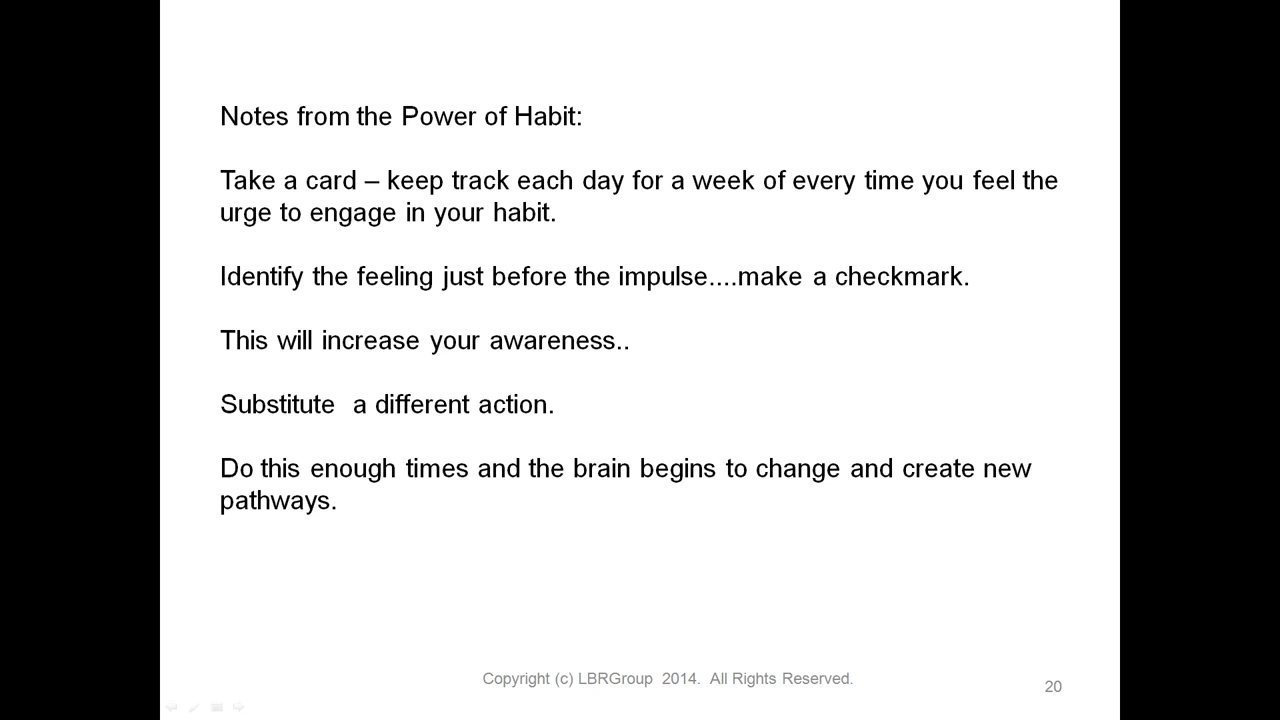 Notes from the Power of Habit:
Take a card – keep track each day for a week of every time you feel the
urge to engage in your habit.
Identify the feeling just before the impulse....make a checkmark.
This will increase your awareness..
Substitute  a different action.
Do this enough times and the brain begins to change and create new
pathways.
Copyright (c) LBRGroup  2014.  All Rights Reserved.
20